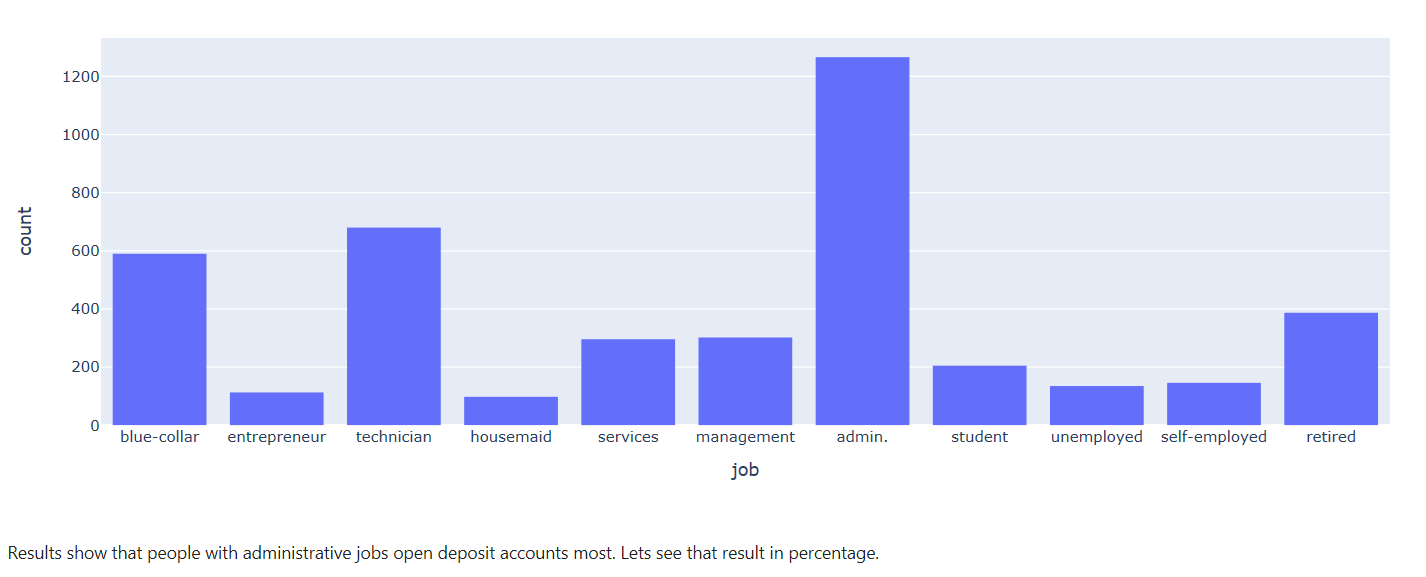 1200
1000
800
600
400
200
0
count
blue-collar entrepreneur technician housemaid services management admin. student unemployed self-employed retired
job
Results show that people with administrative jobs open deposit accounts most. Lets see that result in percentage.